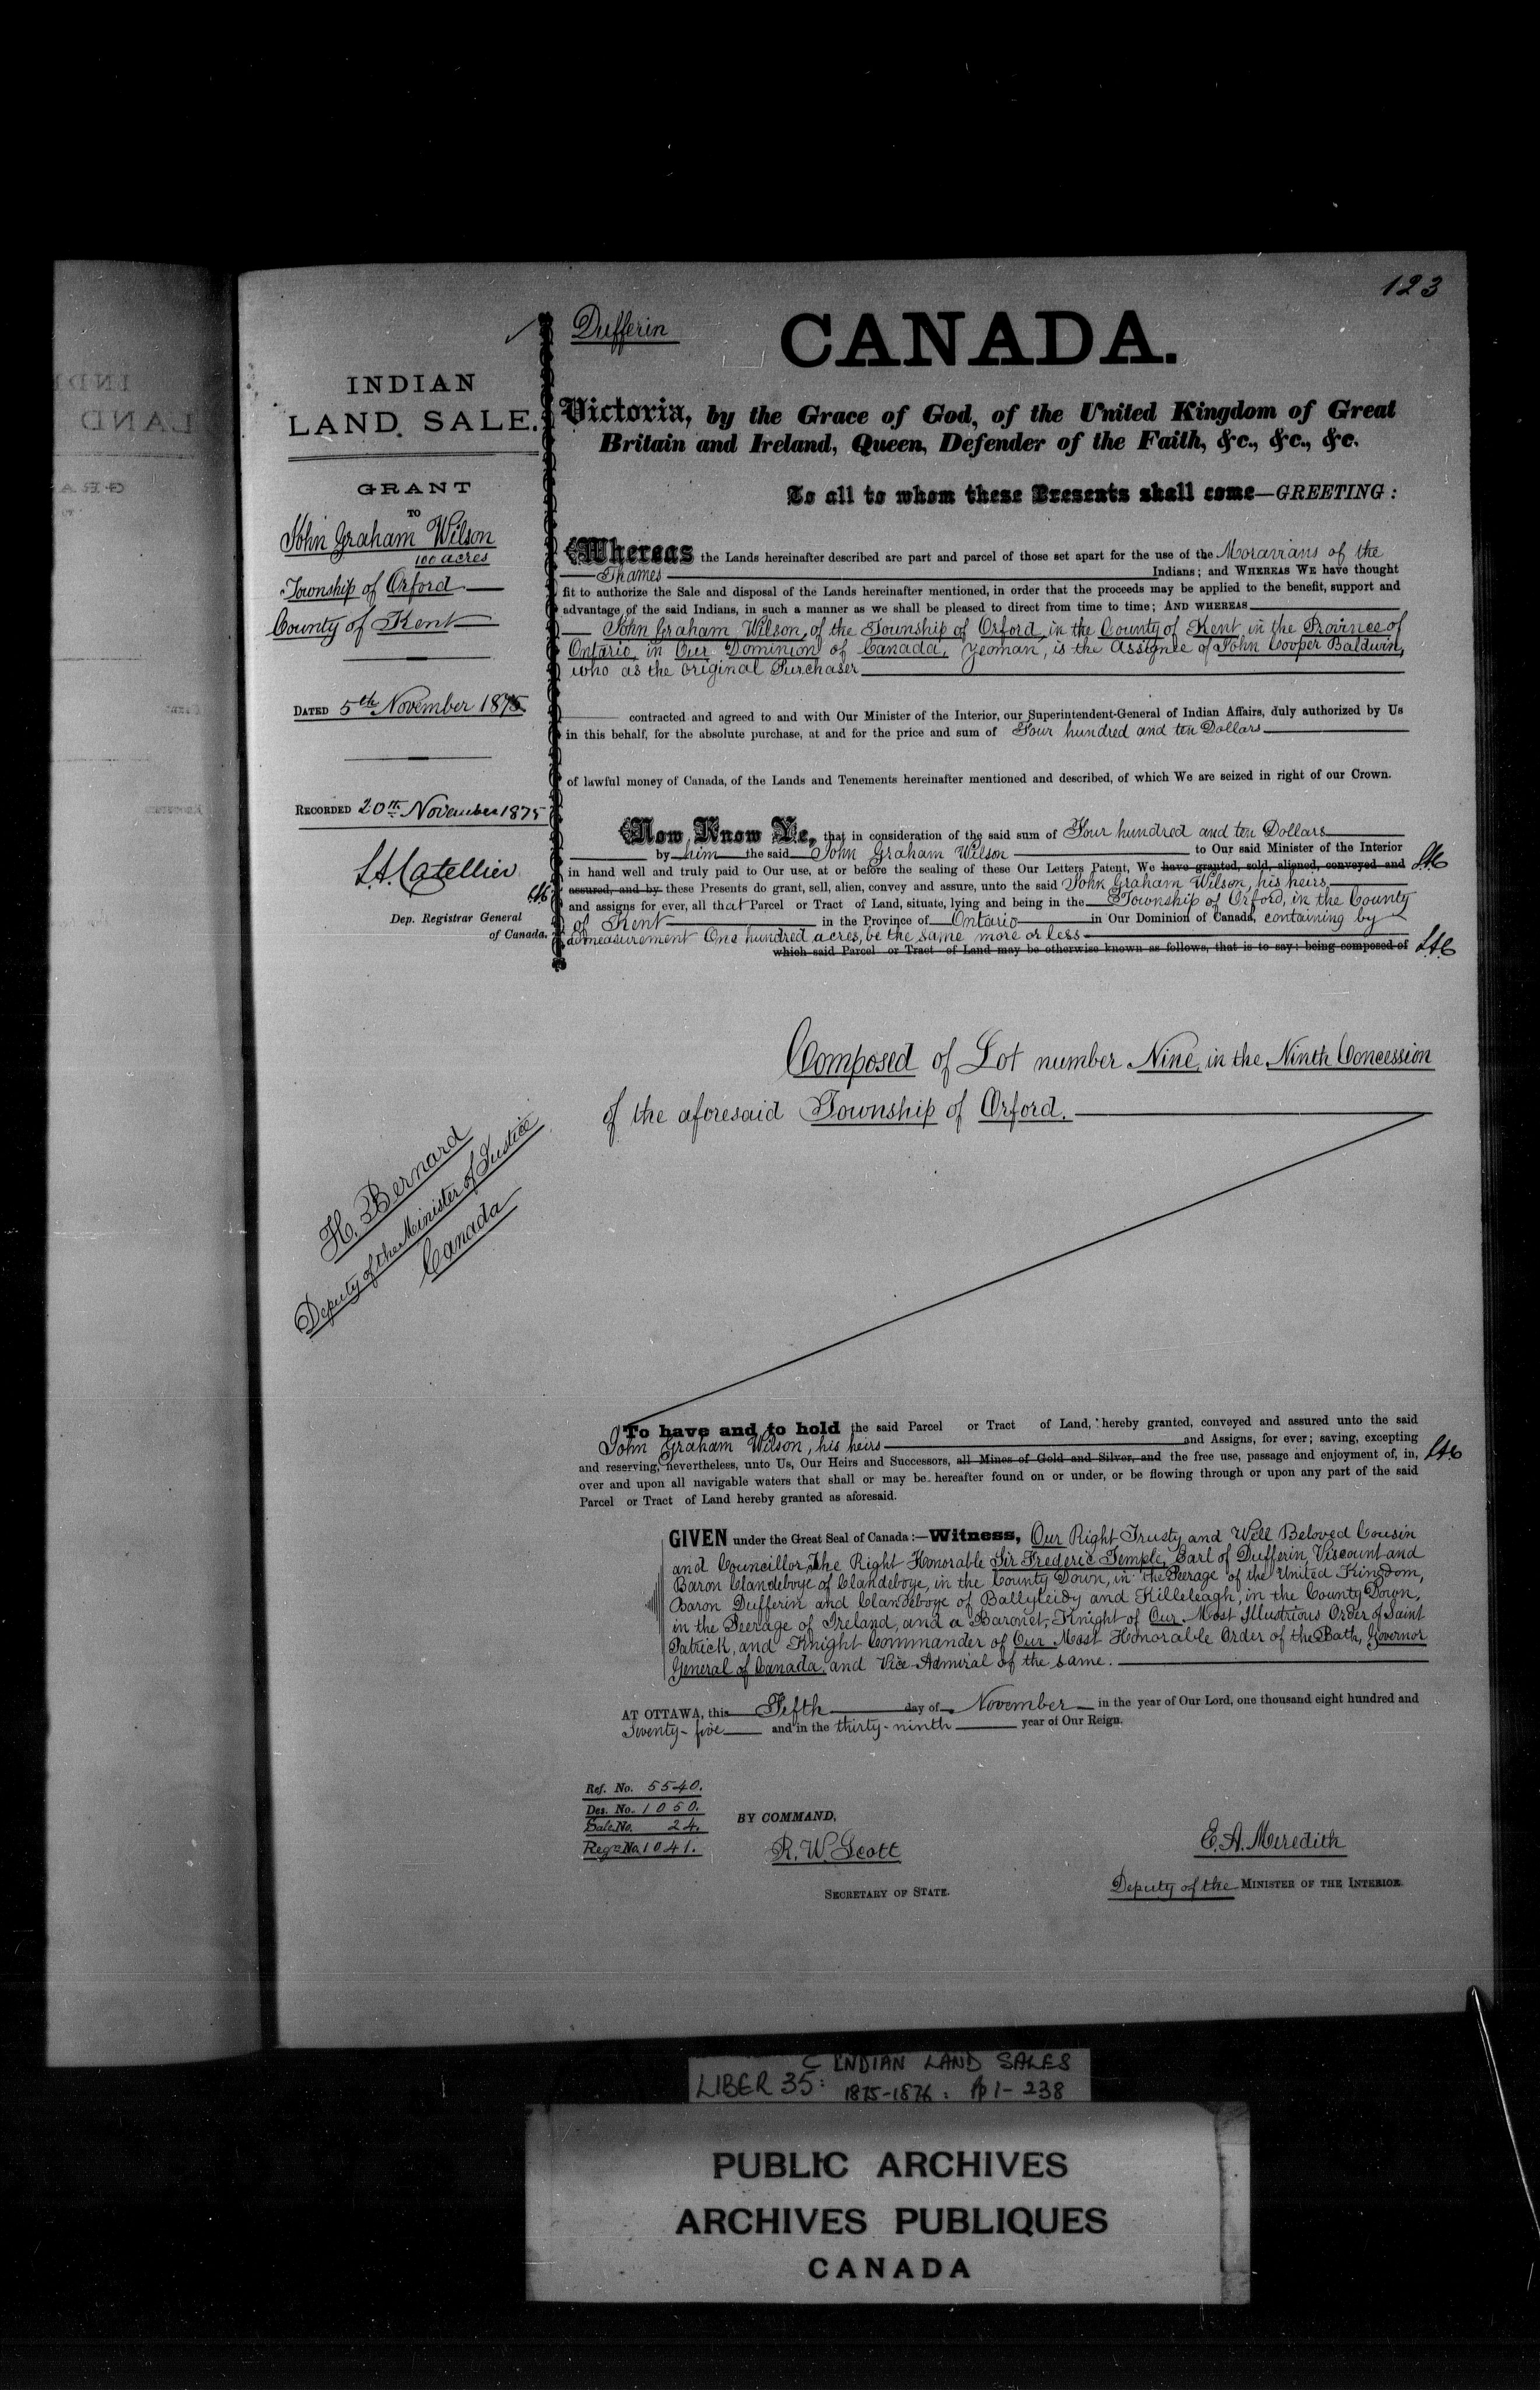 123
Dufferin
CANADA.
INDIAN
LAND SALE.
GRANT
TO
John Graham Wilson
100 acres
Township of Orford
County of Kent
DATED 5th November 1875.
RECORDED 20th November 1875
L.A. Catellier
Dep. Registrar General
of Canada.
H. Bernard
Deputy of the Minister of Justice
Canada
Victoria, by the Grace of God, of the United Kingdom of Great
Britain and Ireland, Queen, Defender of the Faith, &c., &c., &c.
To all to whom these Presents shall come—GREETING:
Whereas the Lands hereinafter described are part and parcel of those set apart for the use of the Moravians of the
Thames Indians; and WHEREAS WE have thought
fit to authorize the Sale and disposal of the Lands hereinafter mentioned, in order that the proceeds may be applied to the benefit, support and
advantage of the said Indians, in such a manner as we shall be pleased to direct from time to time; AND WHEREAS
John Graham Wilson, of the Township of Orford, in the County of Kent in the Province of
Ontario, in Our Dominion of Canada, Yeoman, is the Assignee of John Cooper Baldwin,
who as the original Purchaser
contracted and agreed to and with Our Minister of the Interior, our Superintendent-General of Indian Affairs, duly authorized by Us
in this behalf, for the absolute purchase, at and for the price and sum of Four hundred and ten Dollars
of lawful money of Canada, of the Lands and Tenements hereinafter mentioned and described, of which We are seized in right of our Crown.
Now Know Ye, that in consideration of the said sum of Four hundred and ten Dollars
by him the said John Graham Wilson to Our said Minister of the Interior
in hand well and truly paid to Our use, at or before the sealing of these Our Letters Patent, We have granted, sold, aliened, conveyed and LAC
LAC assured, and by these Presents do grant, sell, alien, convey and assure, unto the said John Graham Wilson, his heirs
and assigns for ever, all that Parcel or Tract of Land, situate, lying and being in the Township of Orford, in the County
of Kent in the Province of Ontario in Our Dominion of Canada, containing by
admeasurement One hundred acres, be the same more or less
which said Parcel or Tract of Land may be otherwise known as follows, that is to say: being composed of LAC
Composed of Lot number Nine, in the Ninth Concession
of the aforesaid Township of Orford.
To have and to hold the said Parcel or Tract of Land, hereby granted, conveyed and assured unto the said
John Graham Wilson, his heirs and Assigns, for ever; saving, excepting
and reserving, nevertheless, unto Us, Our Heirs and Successors, all Mines of Gold and Silver, and the free use, passage and enjoyment of, in, LAC
over and upon all navigable waters that shall or may be hereafter found on or under, or be flowing through or upon any part of the said
Parcel or Tract of Land hereby granted as aforesaid.
GIVEN under the Great Seal of Canada:—Witness, Our Right Trusty and Well Beloved Cousin
and Councillor, The Right Honorable Sir Frederic Temple, Earl of Dufferin, Viscount and
Baron Clandeboye of Clandeboye, in the County Down, in the Peerage of the United Kingdom,
Baron Dufferin and Clandeboye of Ballyleidy and Killeleagh, in the County Down,
in the Peerage of Ireland, and a Baronet, Knight of Our Most Illustrious Order of Saint
Patrick, and Knight Commander of Our Most Honorable Order of the Bath, Governor
General of Canada, and Vice Admiral of the same.
AT OTTAWA, this Fifth day of November in the year of Our Lord, one thousand eight hundred and
Seventy-five and in the thirty-ninth year of Our Reign.
Ref. No. 5540.
Des. No. 1050.
Sale No. 24.
Regr. No. 1041.
BY COMMAND,
R. W. Scott
SECRETARY OF STATE.
E. A. Meredith
Deputy of the MINISTER OF THE INTERIOR.
LIBER 35: C INDIAN LAND SALES
1875-1876: pp 1-238
PUBLIC ARCHIVES
ARCHIVES PUBLIQUES
CANADA